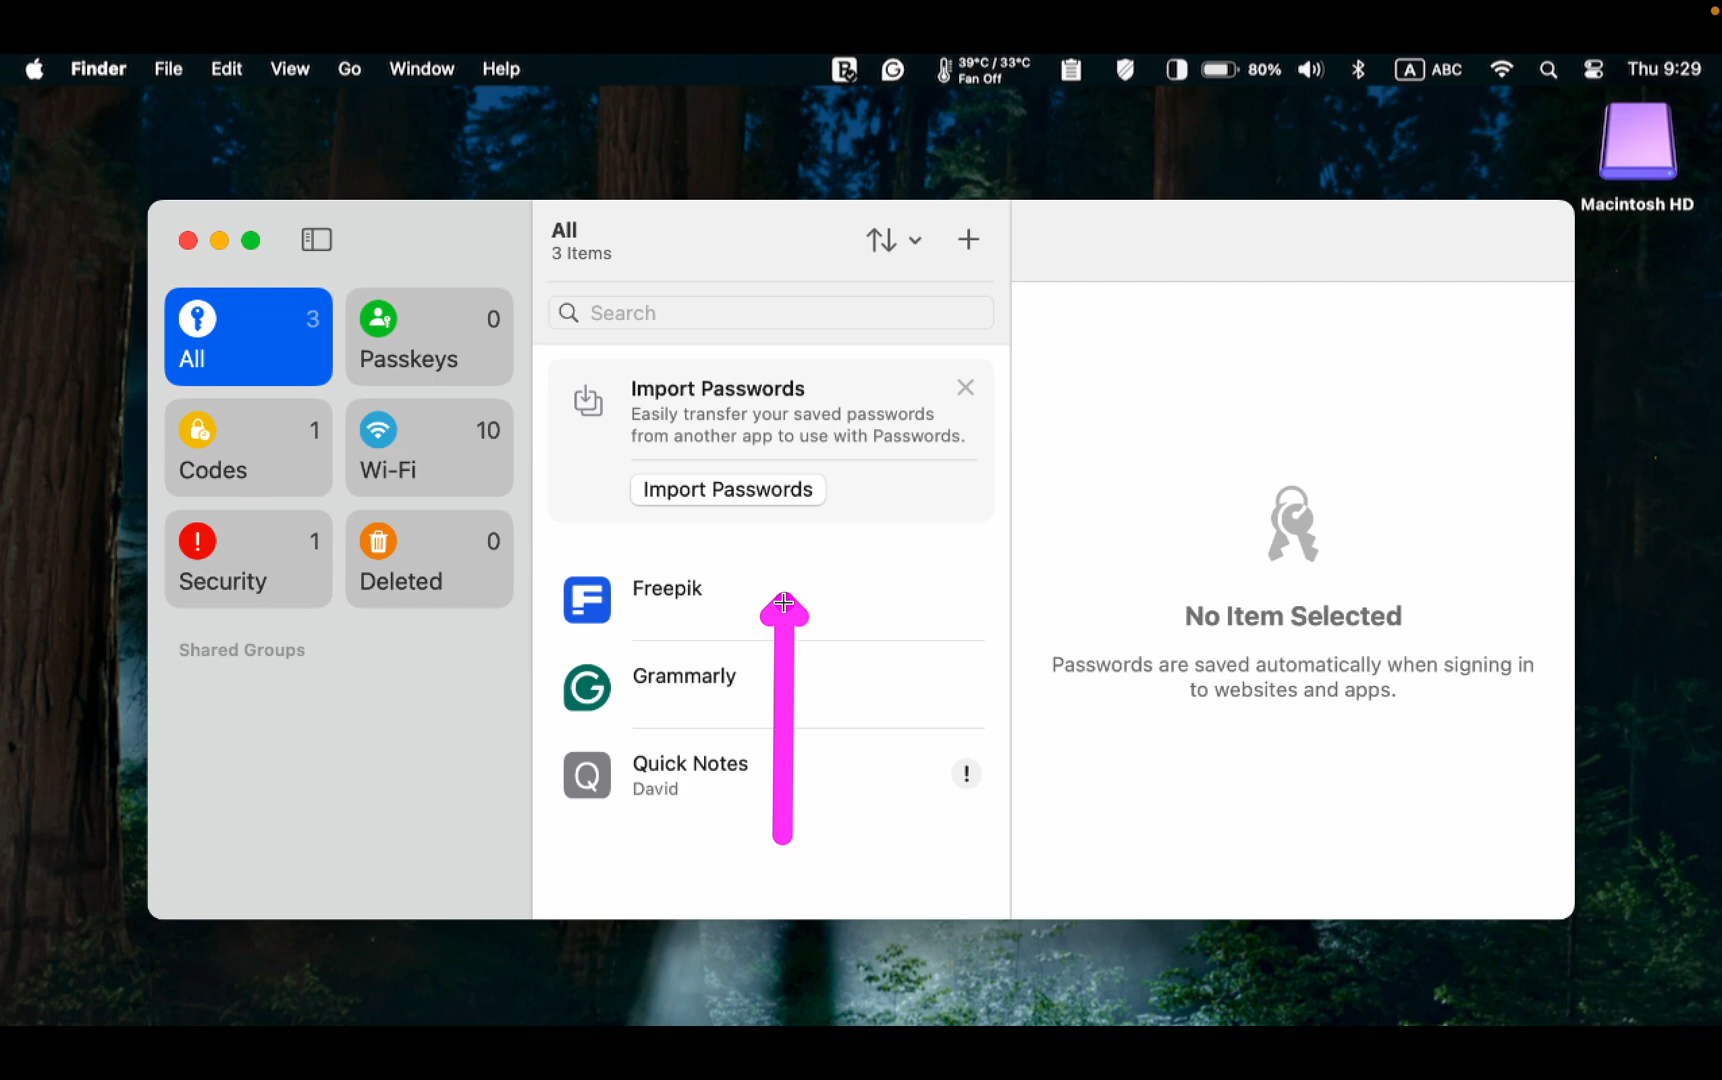 Finder File Edit View Go Window Help
39°C / 33°C
Fan Off
80%
A ABC
Thu 9:29
Macintosh HD
All
3 Items
3
All
0
Passkeys
1
Codes
10
Wi-Fi
1
Security
0
Deleted
Shared Groups
Search
Import Passwords
Easily transfer your saved passwords
from another app to use with Passwords.
Import Passwords
F
Freepik
G
Grammarly
Q
Quick Notes
David
!
No Item Selected
Passwords are saved automatically when signing in
to websites and apps.